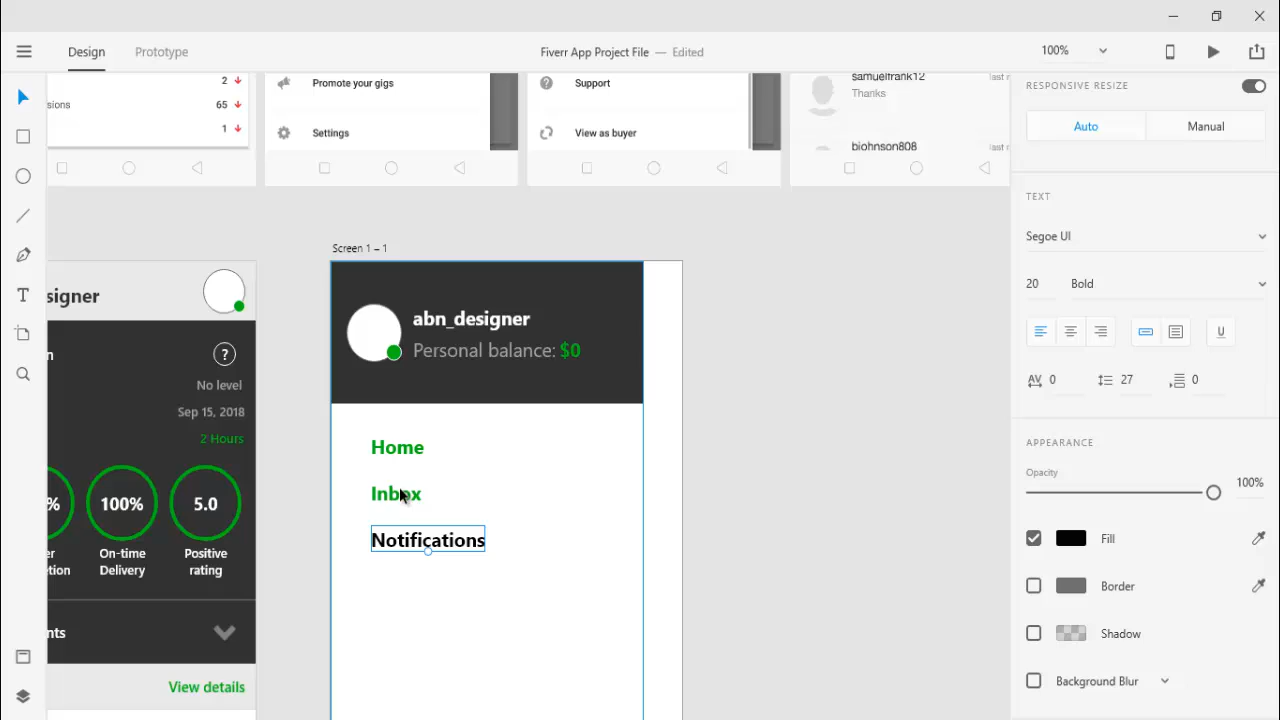 Design
Prototype
Fiverr App Project File — Edited
100%
2
sions
65
1
Promote your gigs
Settings
Support
View as buyer
samuelfrank12
Thanks
last
biohnson808
last
RESPONSIVE RESIZE
Auto
Manual
TEXT
Segoe UI
20
Bold
AV 0
27
0
APPEARANCE
Opacity
100%
Fill
Border
Shadow
Background Blur
Screen 1 – 1
signer
n
?
No level
Sep 15, 2018
2 Hours
%
100%
5.0
er
tion
On-time
Delivery
Positive
rating
nts
View details
abn_designer
Personal balance: $0
Home
Inbox
Notifications
T
U